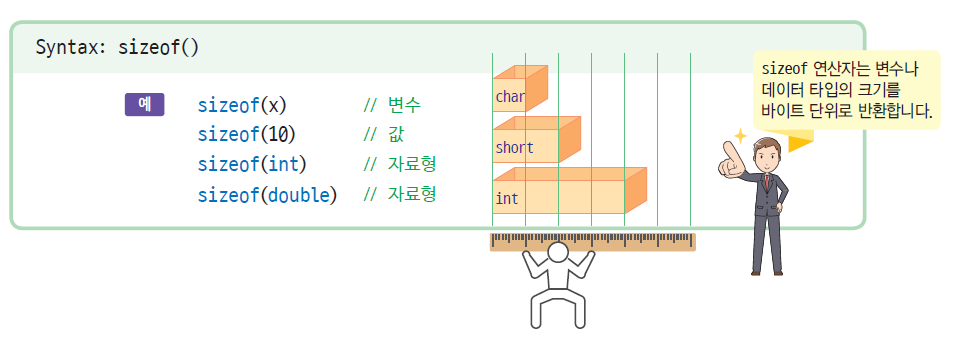 Syntax: sizeof()
예
sizeof(x) // 변수
sizeof(10) // 값
sizeof(int) // 자료형
sizeof(double) // 자료형
char
short
int
sizeof 연산자는 변수나
데이터 타입의 크기를
바이트 단위로 반환합니다.